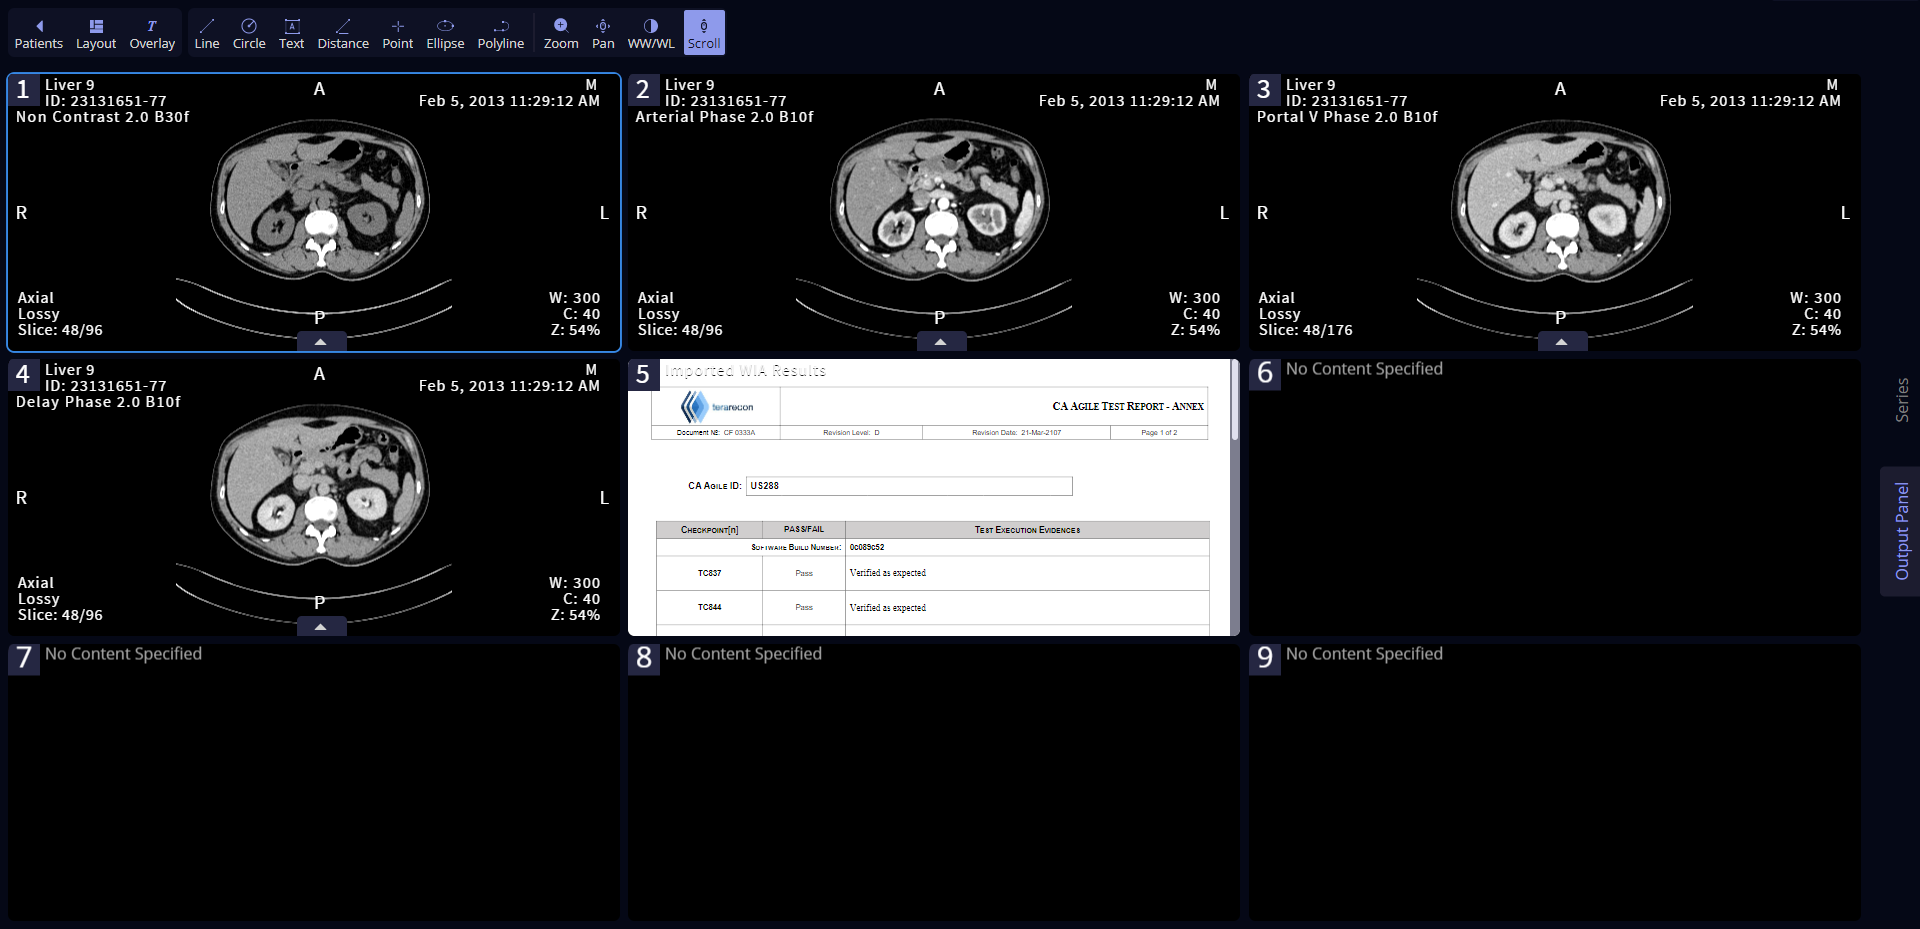 Patients Layout Overlay Line Circle Text Distance Point Ellipse Polyline Zoom Pan WW/WL Scroll
1 Liver 9 A M
ID: 23131651-77 Feb 5, 2013 11:29:12 AM
Non Contrast 2.0 B30f
R L
Axial W: 300
Lossy C: 40
Slice: 48/96 P Z: 54%
2 Liver 9 A M
ID: 23131651-77 Feb 5, 2013 11:29:12 AM
Arterial Phase 2.0 B10f
R L
Axial W: 300
Lossy C: 40
Slice: 48/96 P Z: 54%
3 Liver 9 A M
ID: 23131651-77 Feb 5, 2013 11:29:12 AM
Portal V Phase 2.0 B10f
R L
Axial W: 300
Lossy C: 40
Slice: 48/176 P Z: 54%
4 Liver 9 A M
ID: 23131651-77 Feb 5, 2013 11:29:12 AM
Delay Phase 2.0 B10f
R L
Axial W: 300
Lossy C: 40
Slice: 48/96 P Z: 54%
5 Imported WIA Results
terarecon CA AGILE TEST REPORT - ANNEX
Document Nº: CF 0333A Revision Level: D Revision Date: 21-Mar-2107 Page 1 of 2
CA AGILE ID: US288
CHECKPOINT[N] PASS/FAIL TEST EXECUTION EVIDENCES
SOFTWARE BUILD NUMBER: 0c089c52
TC837 Pass Verified as expected
TC844 Pass Verified as expected
6 No Content Specified
7 No Content Specified
8 No Content Specified
9 No Content Specified
Series
Output Panel